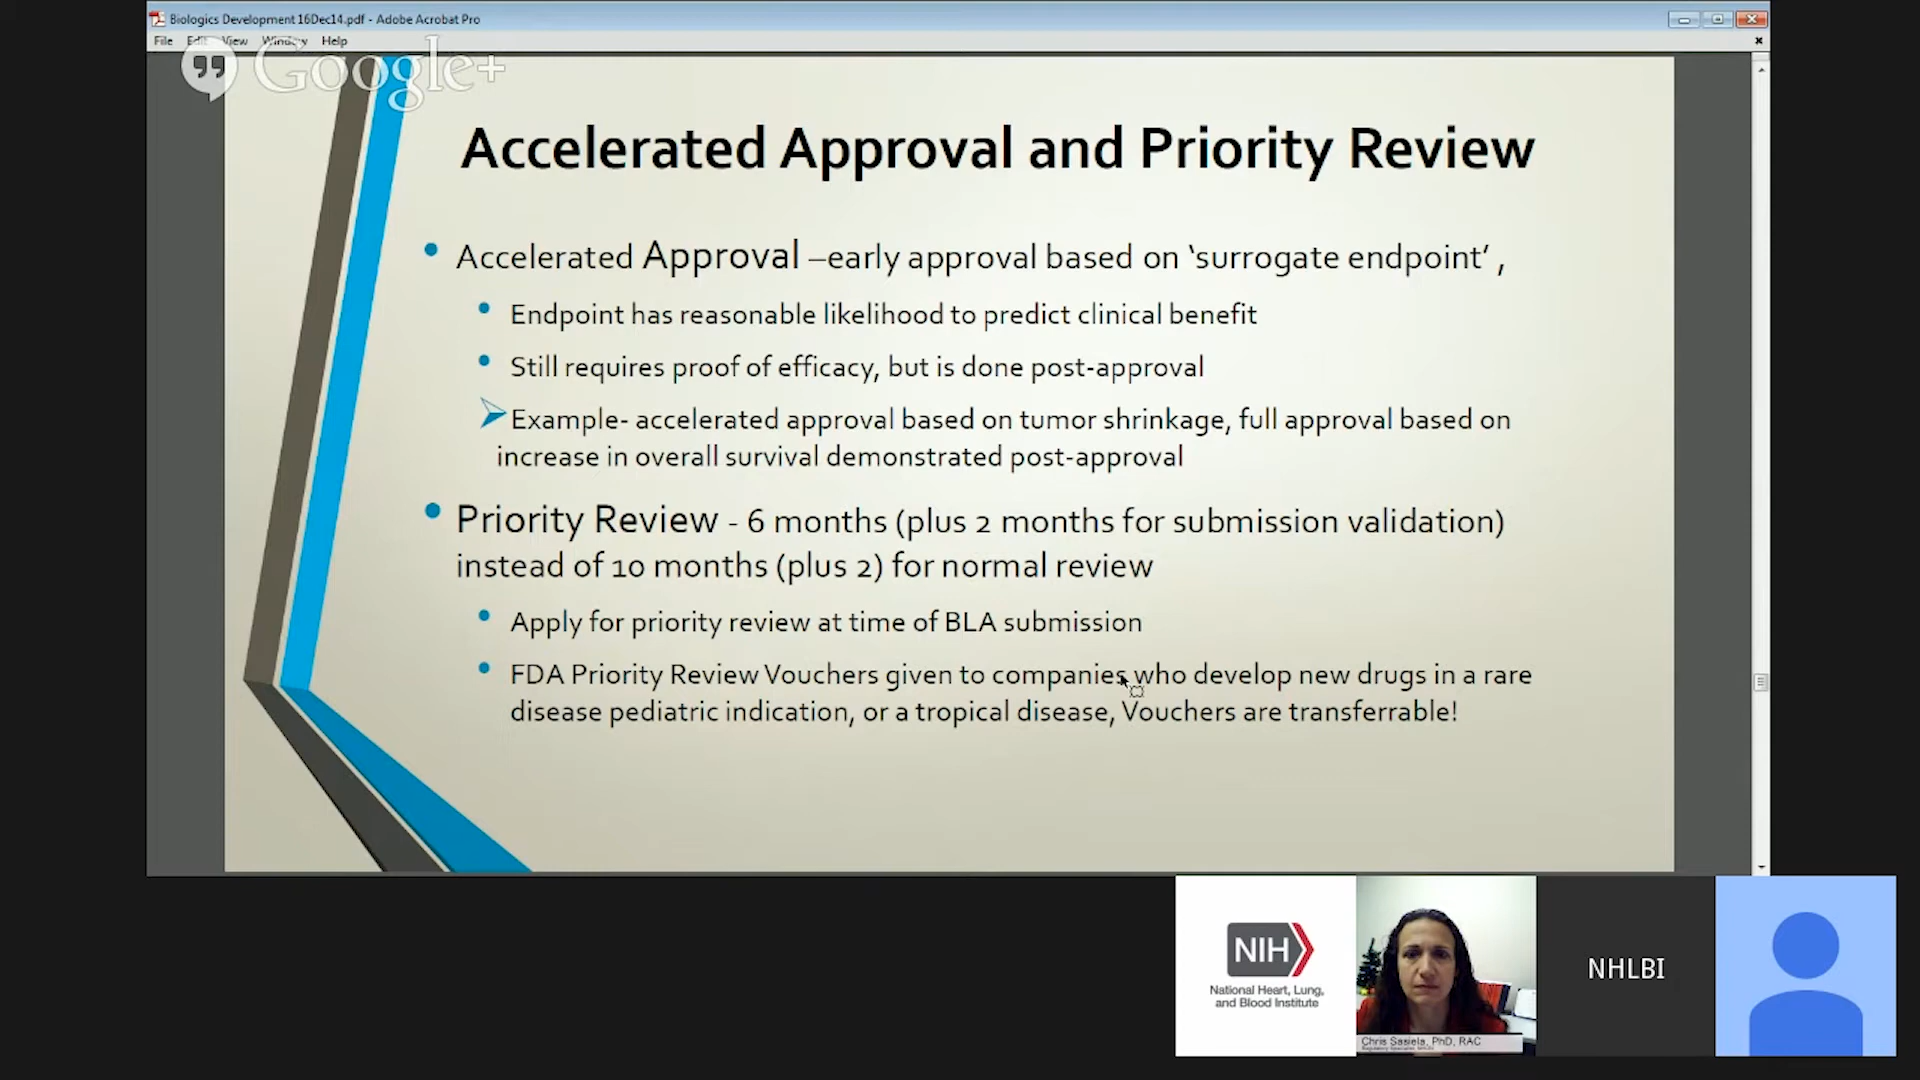 Biologics Development 16Dec14.pdf - Adobe Acrobat Pro
File Edit View Window Help
Google+
Accelerated Approval and Priority Review
• Accelerated Approval –early approval based on ‘surrogate endpoint’ ,
• Endpoint has reasonable likelihood to predict clinical benefit
• Still requires proof of efficacy, but is done post-approval
➢Example- accelerated approval based on tumor shrinkage, full approval based on
increase in overall survival demonstrated post-approval
• Priority Review - 6 months (plus 2 months for submission validation)
instead of 10 months (plus 2) for normal review
• Apply for priority review at time of BLA submission
• FDA Priority Review Vouchers given to companies who develop new drugs in a rare
disease pediatric indication, or a tropical disease, Vouchers are transferrable!
NIH
National Heart, Lung,
and Blood Institute
Chris Sasiela, PhD, RAC
NHLBI